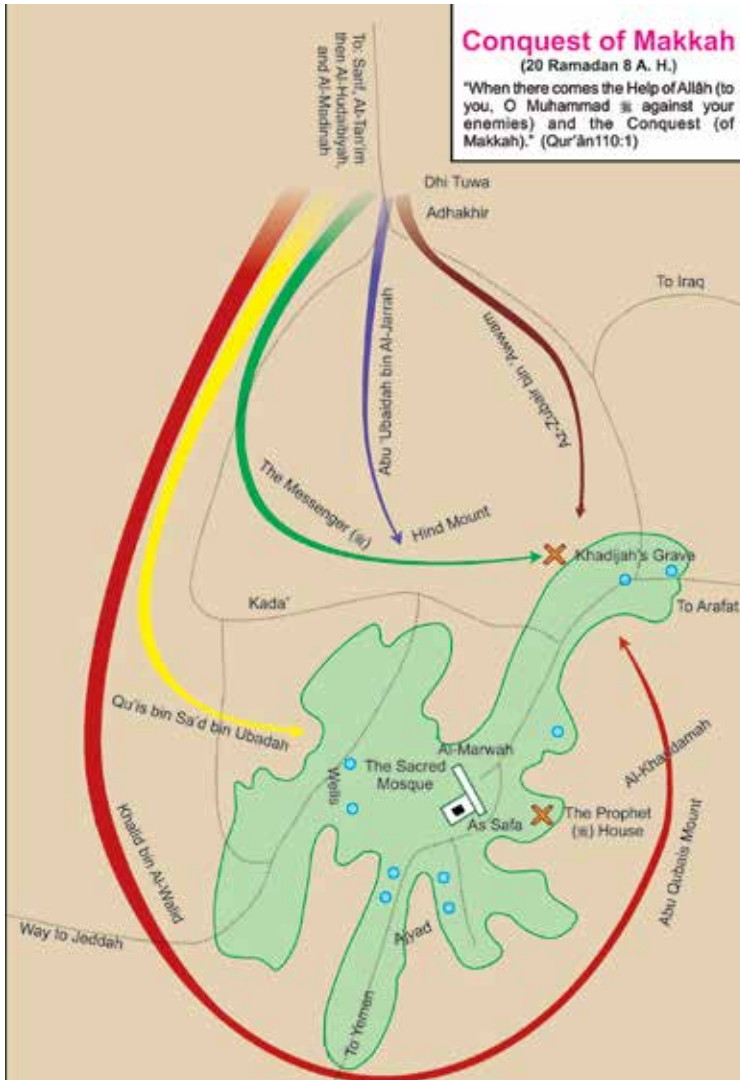 Conquest of Makkah
(20 Ramadan 8 A. H.)
"When there comes the Help of Allâh (to
you, O Muhammad ﷺ against your
enemies) and the Conquest (of
Makkah)." (Qur'ân110:1)
To: Sarif, At-Tan'im
then Al-Hudaibiyah,
and Al-Madinah
Dhi Tuwa
Adhakhir
To Iraq
Abu 'Ubaidah bin Al-Jarrah
Az-Zubair bin 'Awwam
The Messenger (ﷺ)
Hind Mount
Khadijah's Grave
Kada'
To Arafat
Qu'is bin Sa'd bin Ubadah
Al-Marwah
The Sacred
Mosque
Wells
Al-Khandamah
As Safa
The Prophet
(ﷺ) House
Abu Qubais Mount
Khalid bin Al-Walid
Way to Jeddah
Ajyad
To Yemen